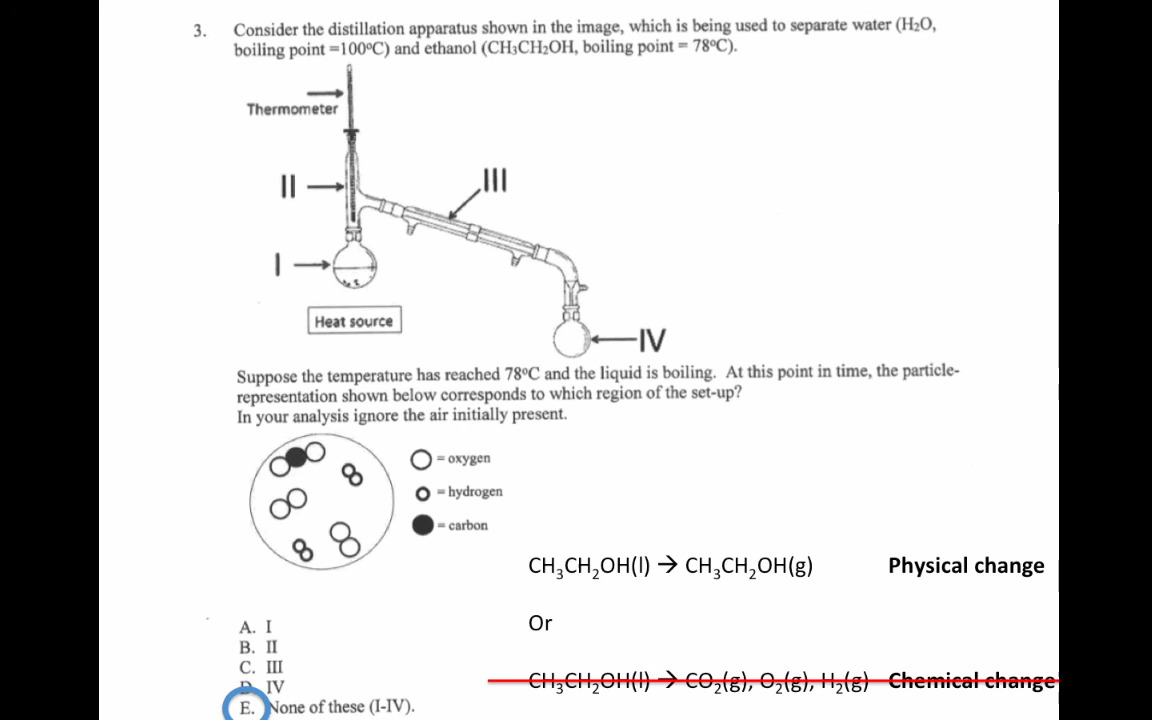 3. Consider the distillation apparatus shown in the image, which is being used to separate water (H₂O,
boiling point =100ºC) and ethanol (CH₃CH₂OH, boiling point = 78ºC).
Thermometer
II
III
I
Heat source
IV
Suppose the temperature has reached 78ºC and the liquid is boiling. At this point in time, the particle-
representation shown below corresponds to which region of the set-up?
In your analysis ignore the air initially present.
= oxygen
= hydrogen
= carbon
CH₃CH₂OH(l) → CH₃CH₂OH(g) Physical change
Or
CH₃CH₂OH(l) → CO₂(g), O₂(g), H₂(g) Chemical change
A. I
B. II
C. III
D. IV
E. None of these (I-IV).